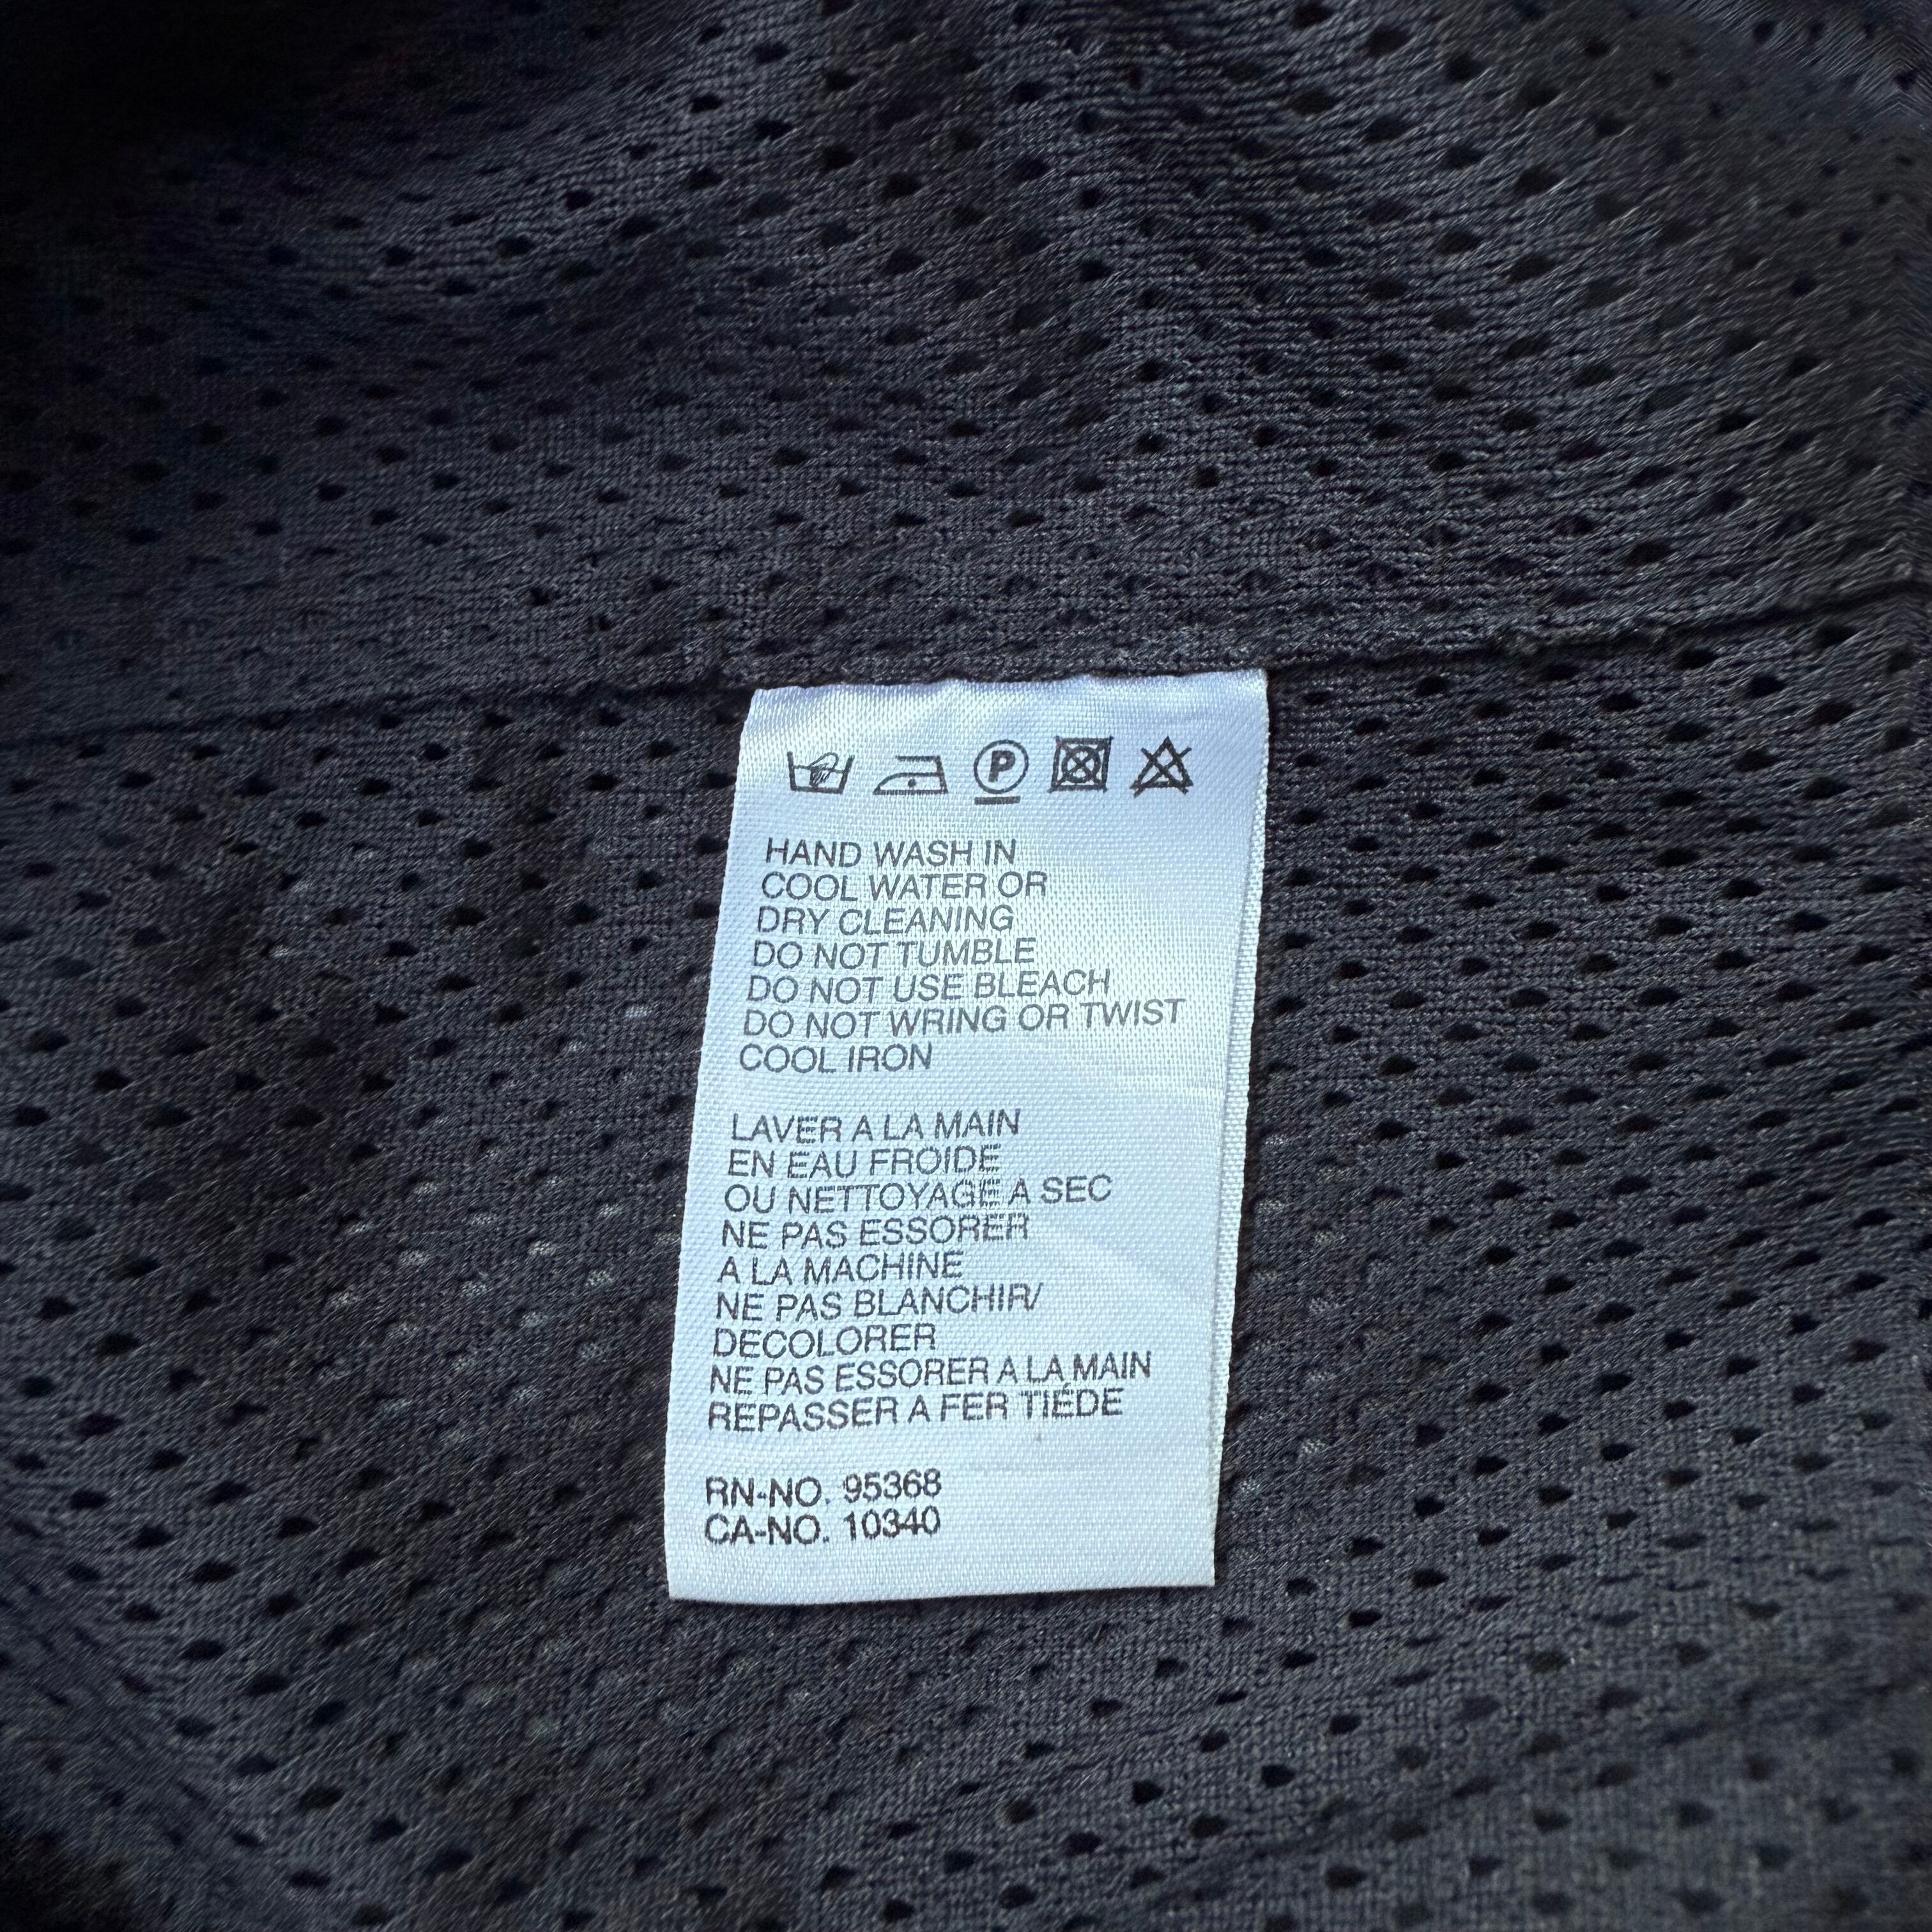 P
HAND WASH IN
COOL WATER OR
DRY CLEANING
DO NOT TUMBLE
DO NOT USE BLEACH
DO NOT WRING OR TWIST
COOL IRON
LAVER A LA MAIN
EN EAU FROIDE
OU NETTOYAGE A SEC
NE PAS ESSORER
A LA MACHINE
NE PAS BLANCHIR/
DECOLORER
NE PAS ESSORER A LA MAIN
REPASSER A FER TIÉDE
RN-NO. 95368
CA-NO. 10340